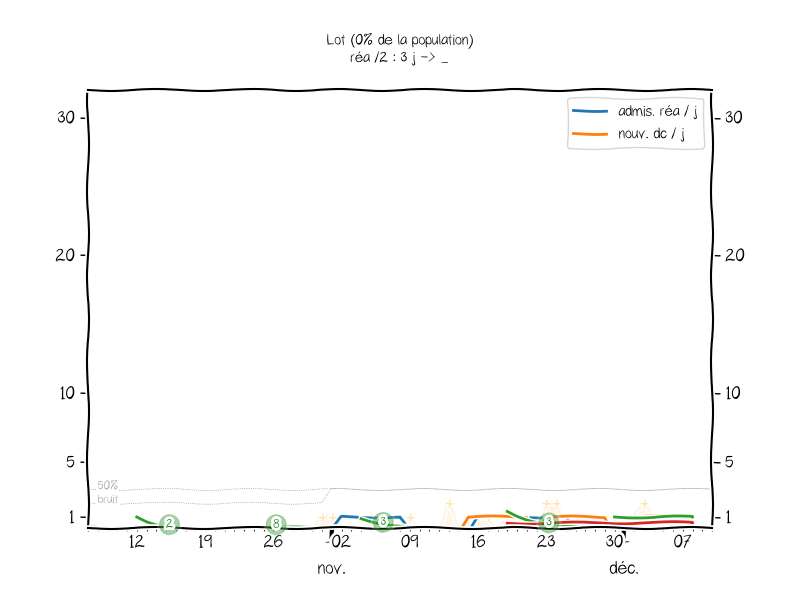 Lot (0% de la population)
réa /2 : 3 j -> _
admis. réa / j
nouv. dc / j
30 30
20 20
10 10
5 5
50%
bruit
1 1
2 8 3 3
12 19 26 02 09 16 23 30 07
nov. déc.